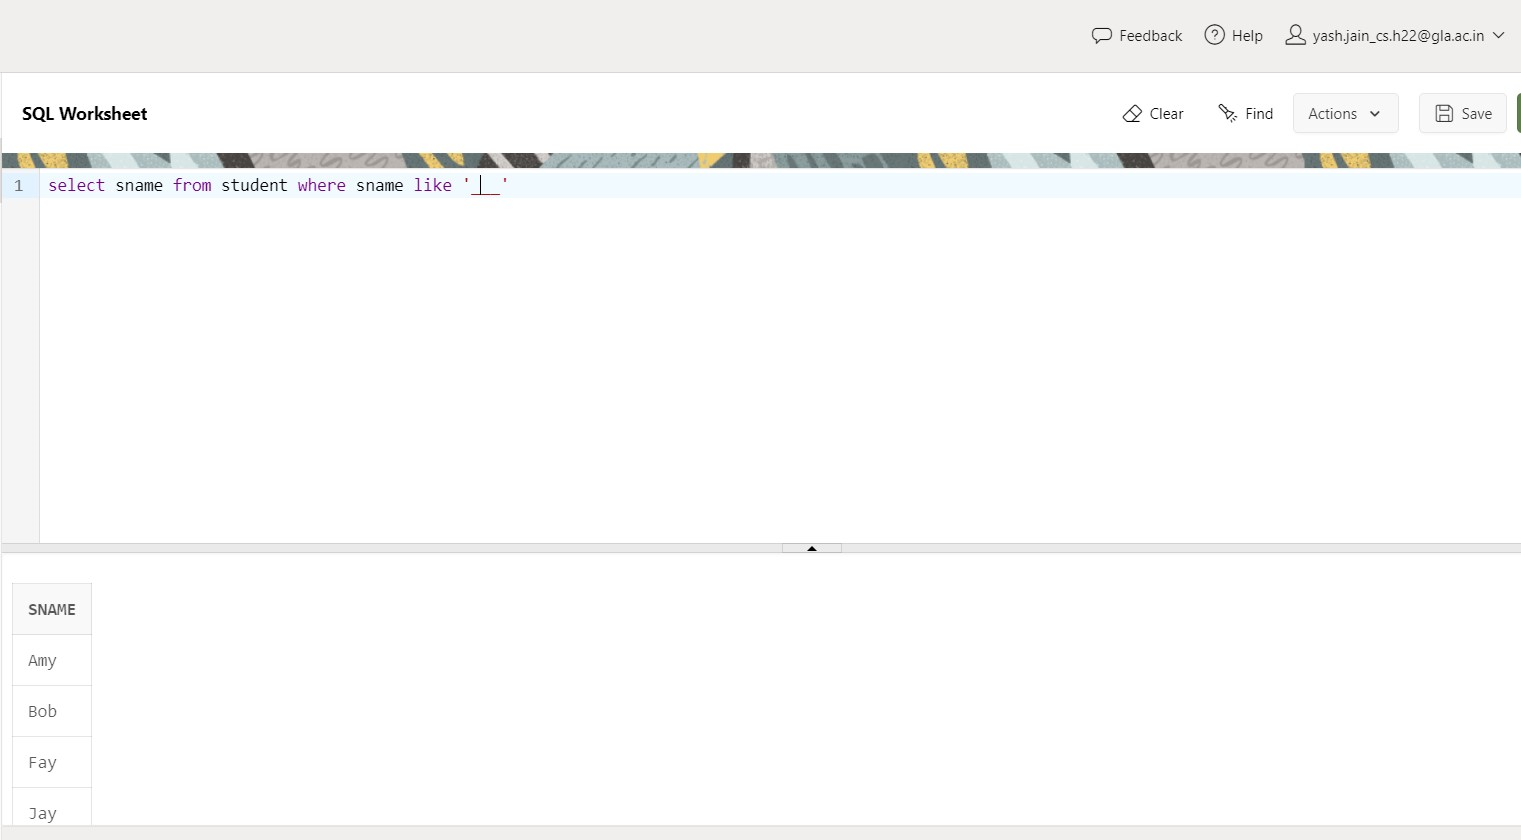 Feedback Help yash.jain_cs.h22@gla.ac.in
SQL Worksheet Clear Find Actions Save
1 select sname from student where sname like '___'
SNAME
Amy
Bob
Fay
Jay